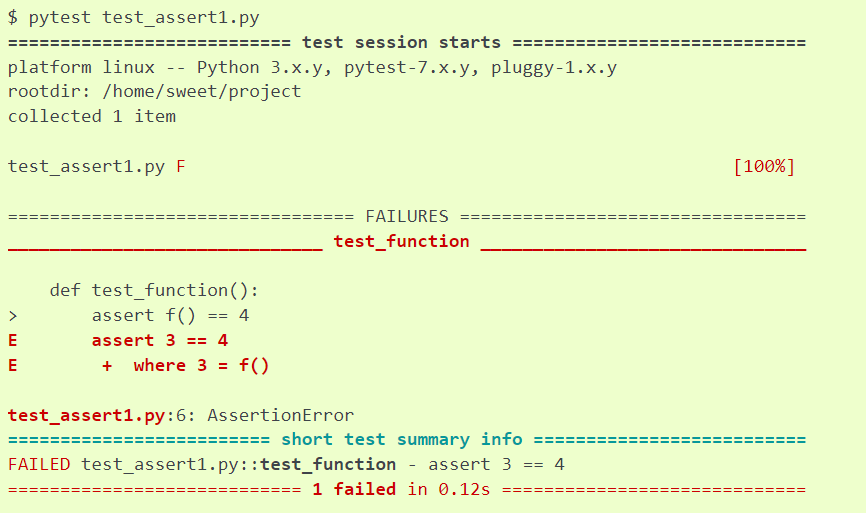 $ pytest test_assert1.py
=========================== test session starts ============================
platform linux -- Python 3.x.y, pytest-7.x.y, pluggy-1.x.y
rootdir: /home/sweet/project
collected 1 item

test_assert1.py F                                                    [100%]

================================= FAILURES =================================
______________________________ test_function _______________________________

    def test_function():
>       assert f() == 4
E       assert 3 == 4
E        +  where 3 = f()

test_assert1.py:6: AssertionError
========================= short test summary info ==========================
FAILED test_assert1.py::test_function - assert 3 == 4
============================ 1 failed in 0.12s =============================